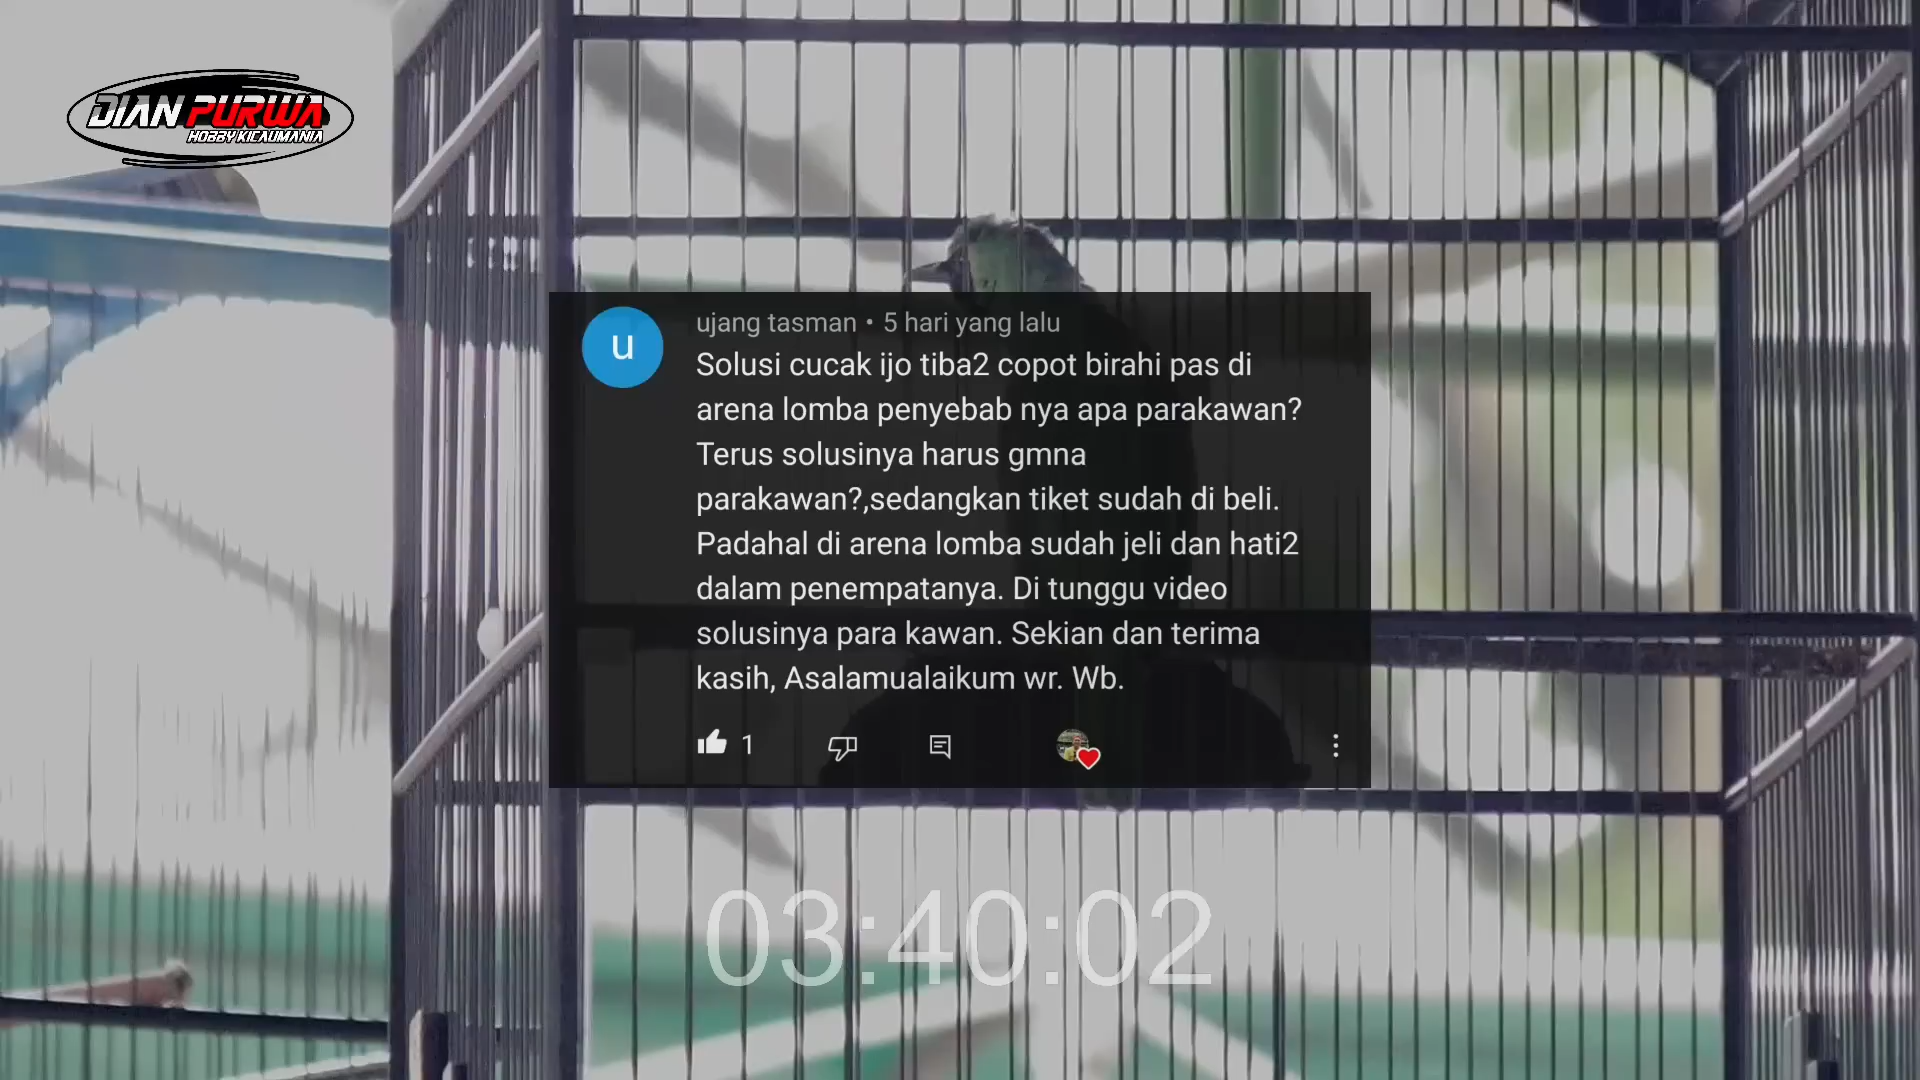 DIAN PURWA
HOBBY KICAUMANIA
ujang tasman • 5 hari yang lalu
u
Solusi cucak ijo tiba2 copot birahi pas di
arena lomba penyebab nya apa parakawan?
Terus solusinya harus gmna
parakawan?,sedangkan tiket sudah di beli.
Padahal di arena lomba sudah jeli dan hati2
dalam penempatanya. Di tunggu video
solusinya para kawan. Sekian dan terima
kasih, Asalamualaikum wr. Wb.
1
03:40:02